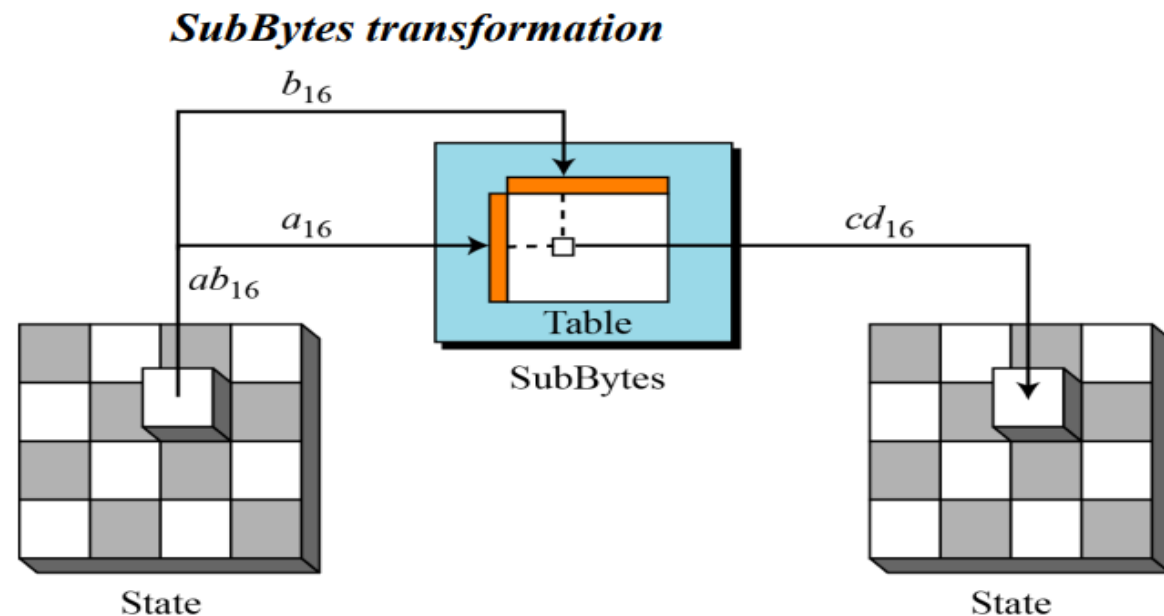 SubBytes transformation
b16
a16
cd16
ab16
Table
SubBytes
State
State